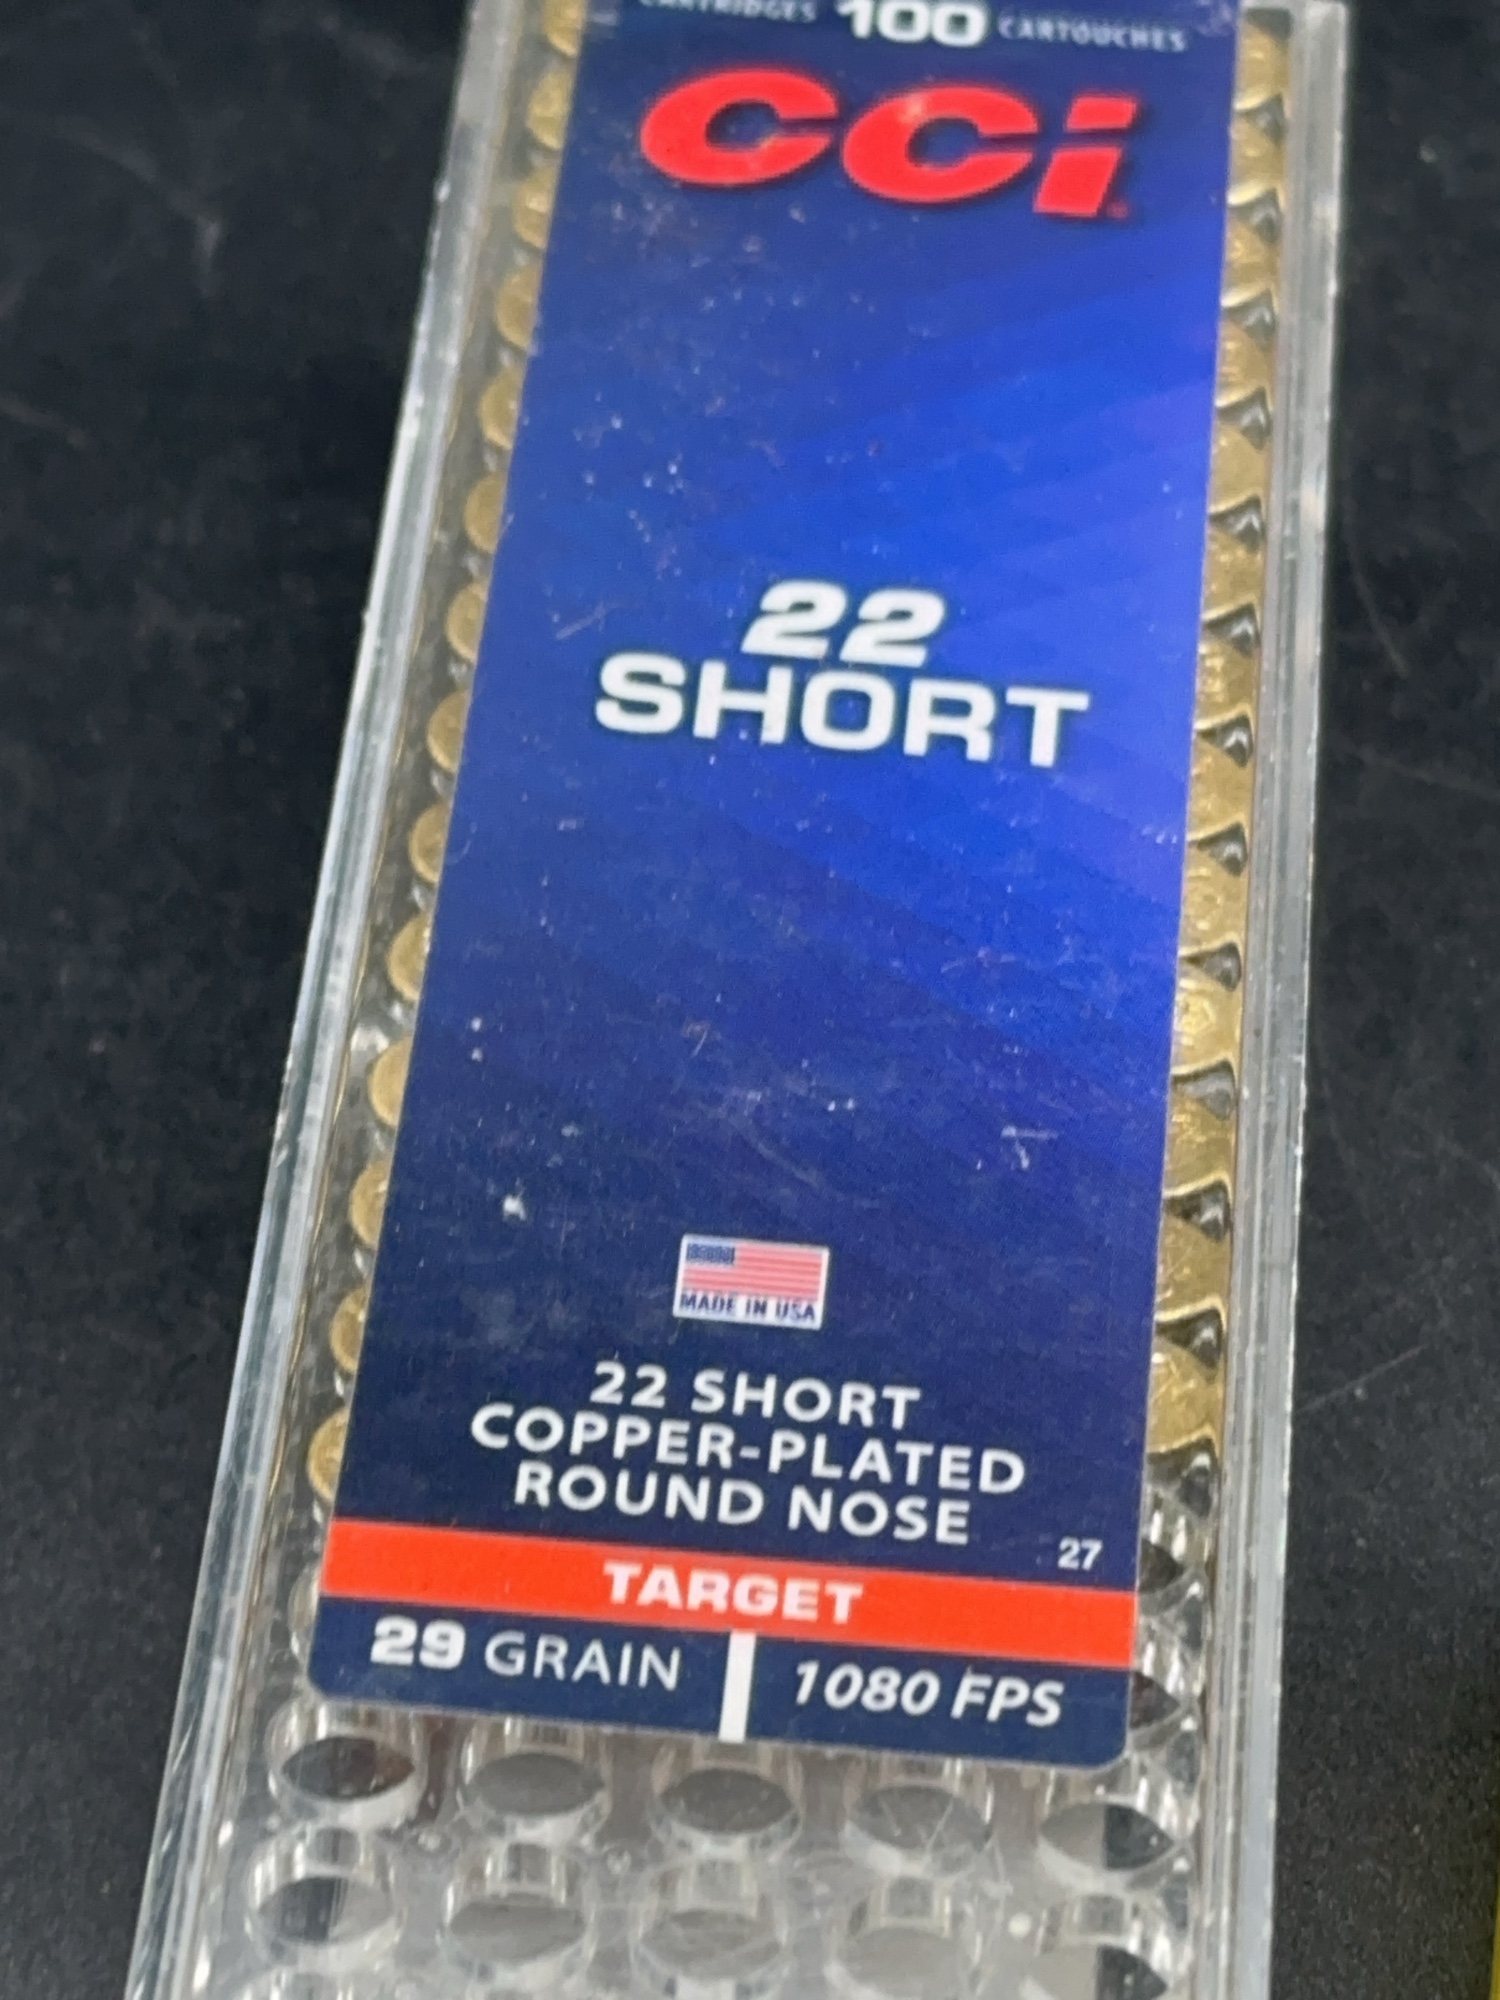 CARTRIDGES 100 CARTOUCHES
CCi
22
SHORT
MADE IN USA
22 SHORT
COPPER-PLATED
ROUND NOSE
27
TARGET
29 GRAIN 1080 FPS